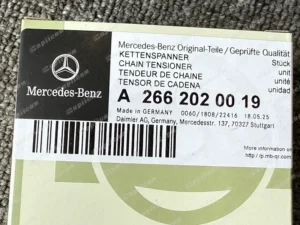 Mercedes-Benz Original-Teile / Geprüfte Qualität
KETTENSPANNER Stück
CHAIN TENSIONER unit
TENDEUR DE CHAINE unité
TENSOR DE CADENA unidad
Mercedes-Benz
A 266 202 00 19
MADE IN GERMANY 0060/1808/22416 18.05.25
Daimler AG, Germany, Mercedesstr. 137, 70327 Stuttgart